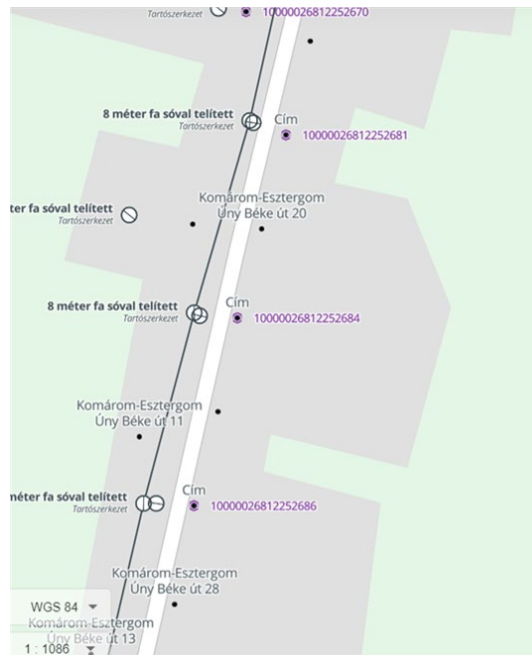 10000026812252670
Tartószerkezet
8 méter fa sóval telített
Tartószerkezet
Cím
10000026812252681
ter fa sóval telített
Tartószerkezet
Komárom-Esztergom
Úny Béke út 20
8 méter fa sóval telített
Tartószerkezet
Cím
10000026812252684
Komárom-Esztergom
Úny Béke út 11
méter fa sóval telített
Tartószerkezet
Cím
10000026812252686
Komárom-Esztergom
Úny Béke út 28
WGS 84
Komárom-Esztergom
Úny Béke út 13
1 : 1086